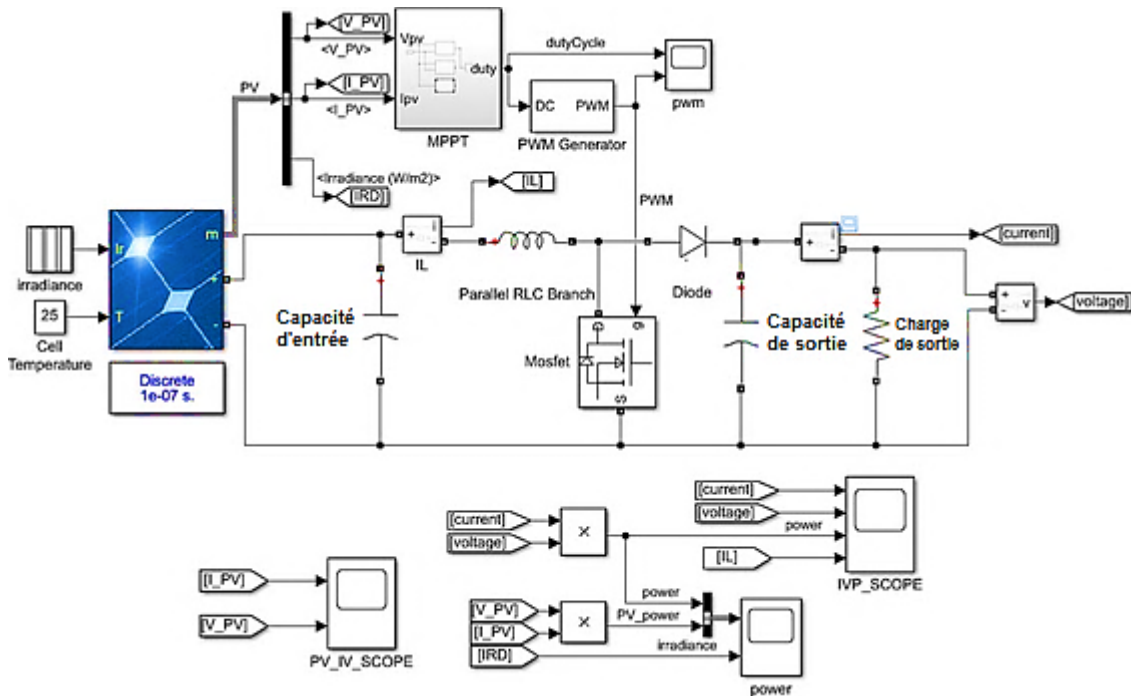 [V_PV]
<V_PV>
Vpv
PV
[I_PV]
Ipv
<I_PV>
duty
MPPT
dutyCycle
DC
PWM
PWM Generator
pwm
<Irradiance (W/m2)>
[IRD]
[IL]
PWM
Ir
m
irradiance
+
-
IL
+
-
T
25
Cell
Temperature
Parallel RLC Branch
Diode
[current]
+
-
v
[voltage]
Capacité
d'entrée
Capacité
de sortie
Charge
de sortie
Mosfet
g
D
S
Discrete
1e-07 s.
[current]
[voltage]
×
power
[current]
[voltage]
[IL]
IVP_SCOPE
[I_PV]
[V_PV]
PV_IV_SCOPE
[V_PV]
[I_PV]
×
[IRD]
power
PV_power
irradiance
power